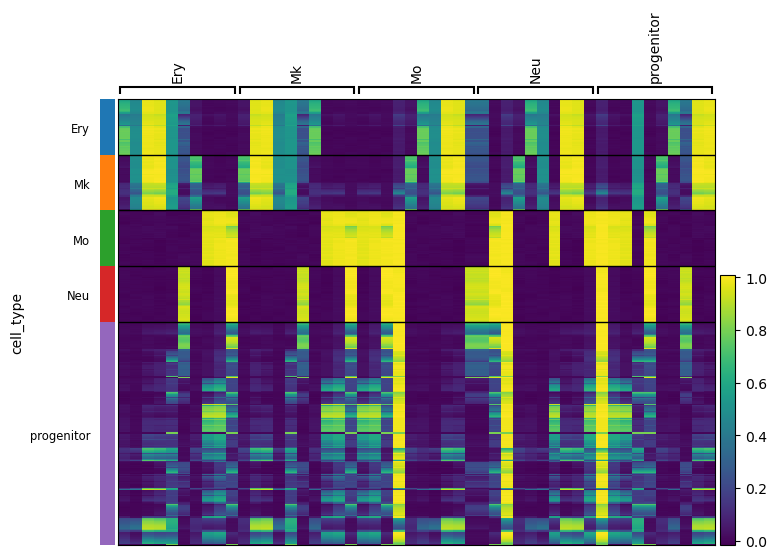 Ery
Mk
Mo
Neu
progenitor
Ery
Mk
Mo
Neu
progenitor
cell_type
1.0
0.8
0.6
0.4
0.2
0.0